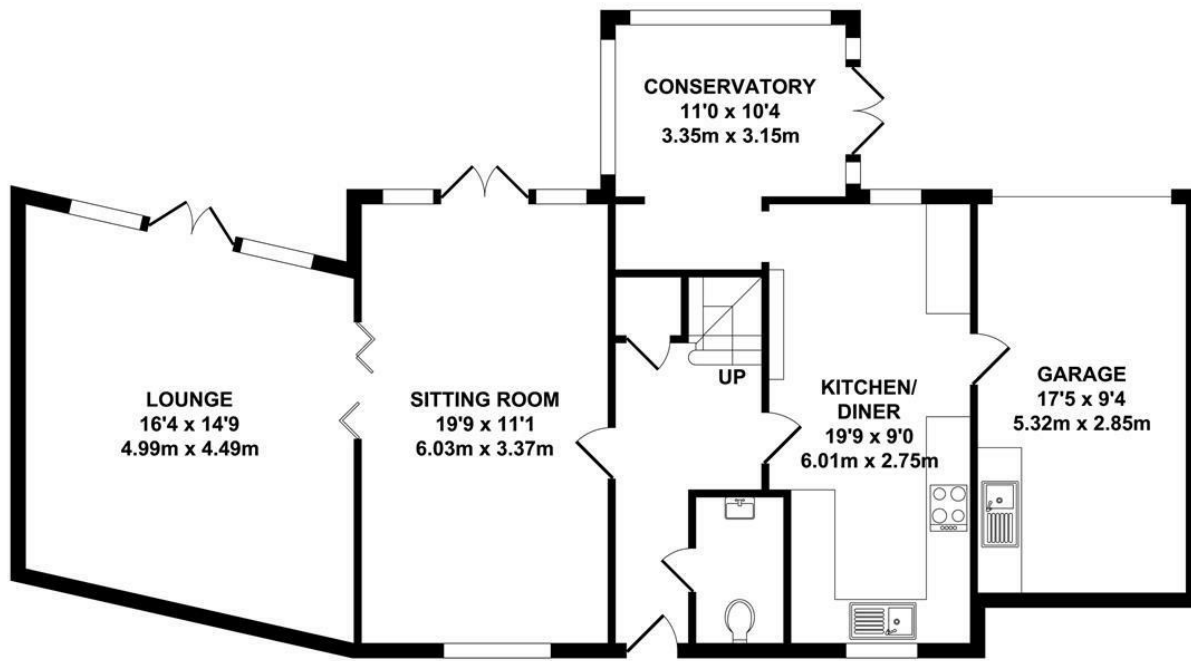 CONSERVATORY
11'0 x 10'4
3.35m x 3.15m
LOUNGE
16'4 x 14'9
4.99m x 4.49m
SITTING ROOM
19'9 x 11'1
6.03m x 3.37m
UP
KITCHEN/
DINER
19'9 x 9'0
6.01m x 2.75m
GARAGE
17'5 x 9'4
5.32m x 2.85m